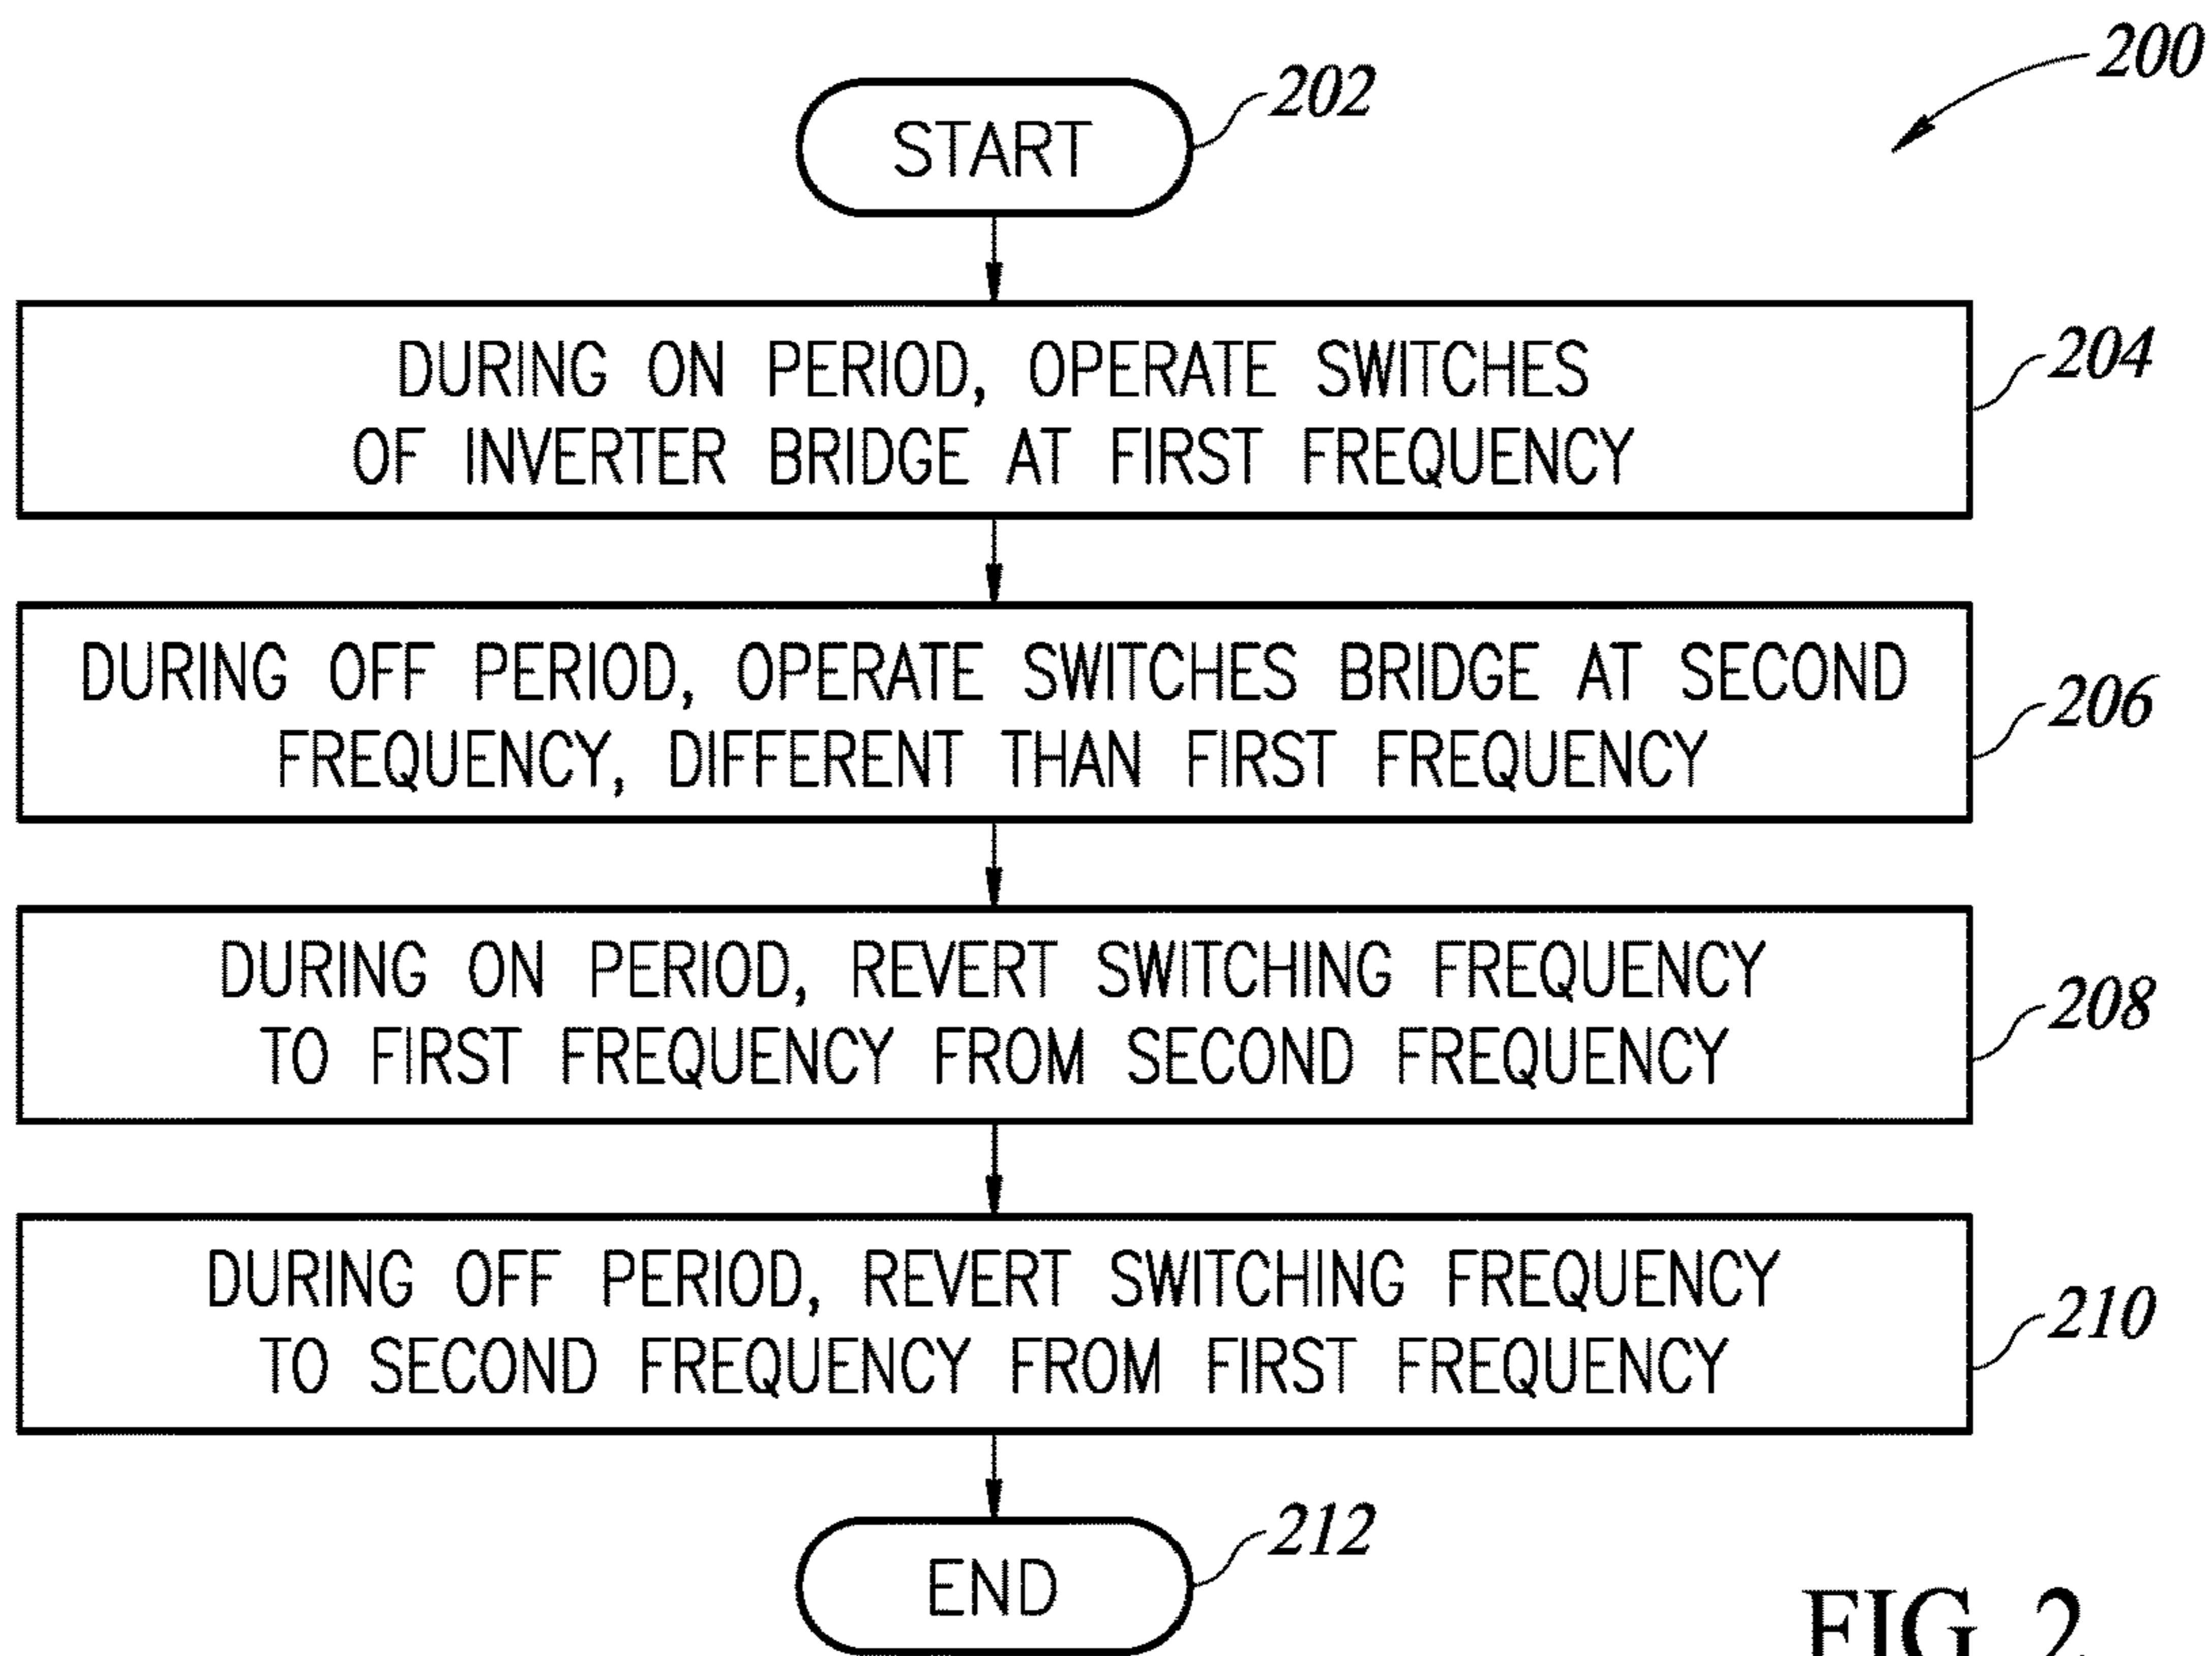 200
START
202
DURING ON PERIOD, OPERATE SWITCHES
OF INVERTER BRIDGE AT FIRST FREQUENCY
204
DURING OFF PERIOD, OPERATE SWITCHES BRIDGE AT SECOND
FREQUENCY, DIFFERENT THAN FIRST FREQUENCY
206
DURING ON PERIOD, REVERT SWITCHING FREQUENCY
TO FIRST FREQUENCY FROM SECOND FREQUENCY
208
DURING OFF PERIOD, REVERT SWITCHING FREQUENCY
TO SECOND FREQUENCY FROM FIRST FREQUENCY
210
END
212
FIG. 2